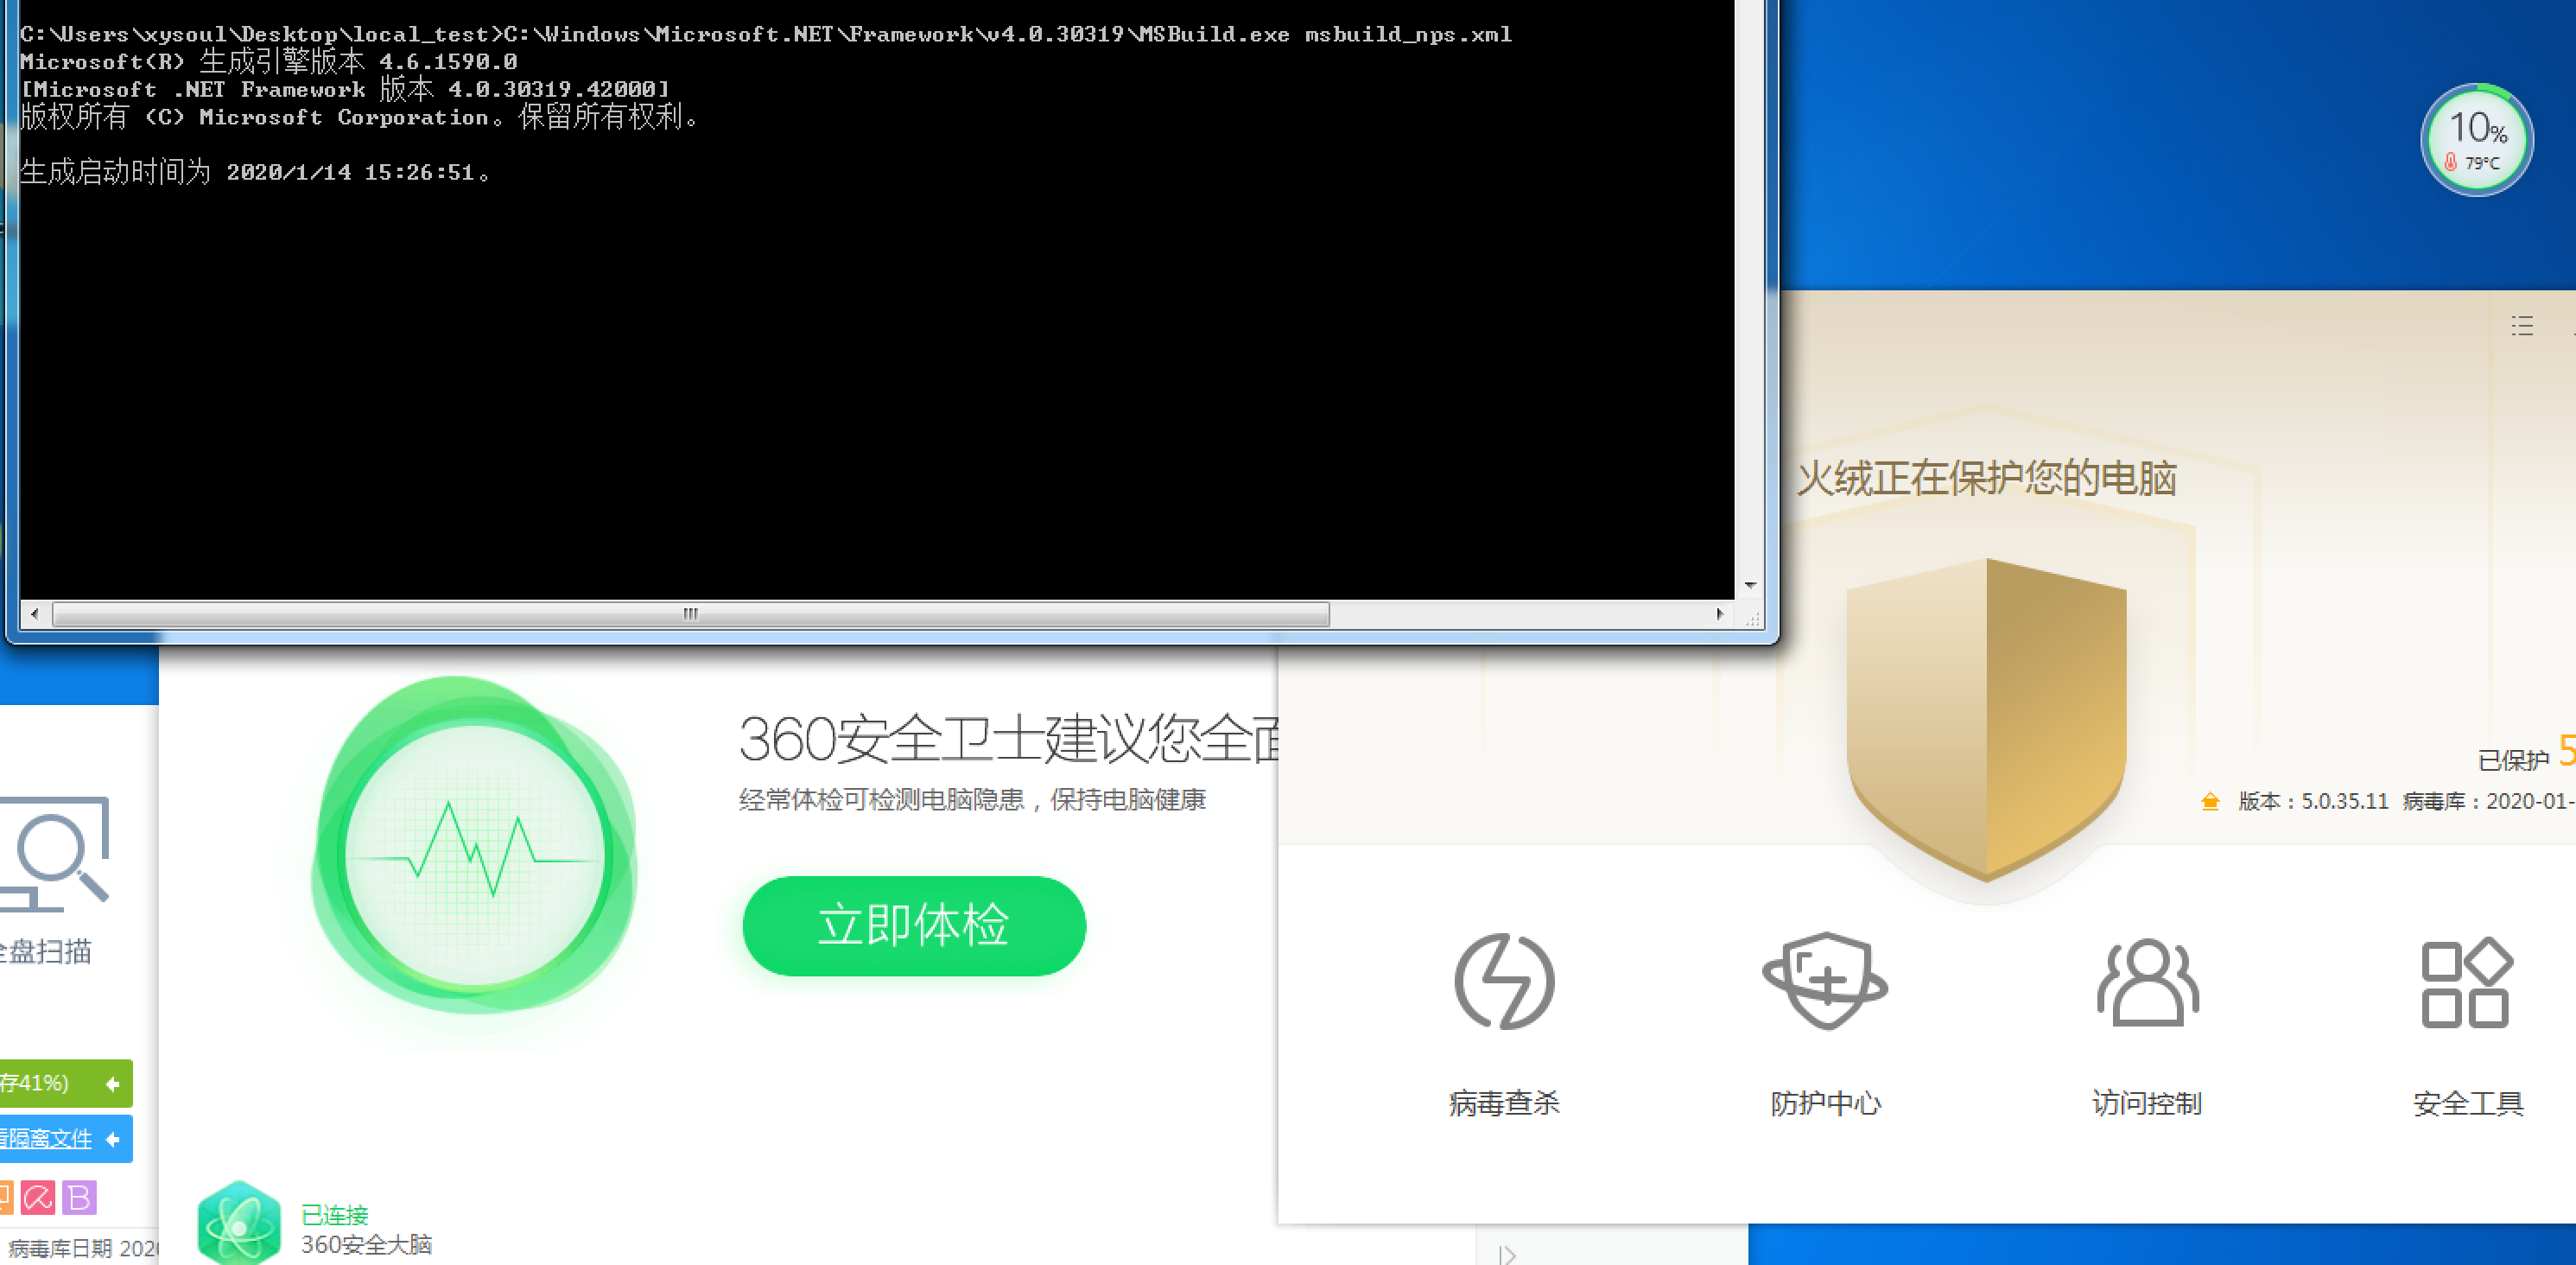 C:\Users\xysoul\Desktop\local_test>C:\Windows\Microsoft.NET\Framework\v4.0.30319\MSBuild.exe msbuild_nps.xml
Microsoft(R) 生成引擎版本 4.6.1590.0
[Microsoft .NET Framework 版本 4.0.30319.42000]
版权所有 (C) Microsoft Corporation。保留所有权利。
生成启动时间为 2020/1/14 15:26:51。
10%
79°C
火绒正在保护您的电脑
已保护 5
版本：5.0.35.11 病毒库：2020-01-
360安全卫士建议您全面
经常体检可检测电脑隐患，保持电脑健康
立即体检
全盘扫描
存41%)
看隔离文件
B
病毒库日期 202
已连接
360安全大脑
病毒查杀
防护中心
访问控制
安全工具